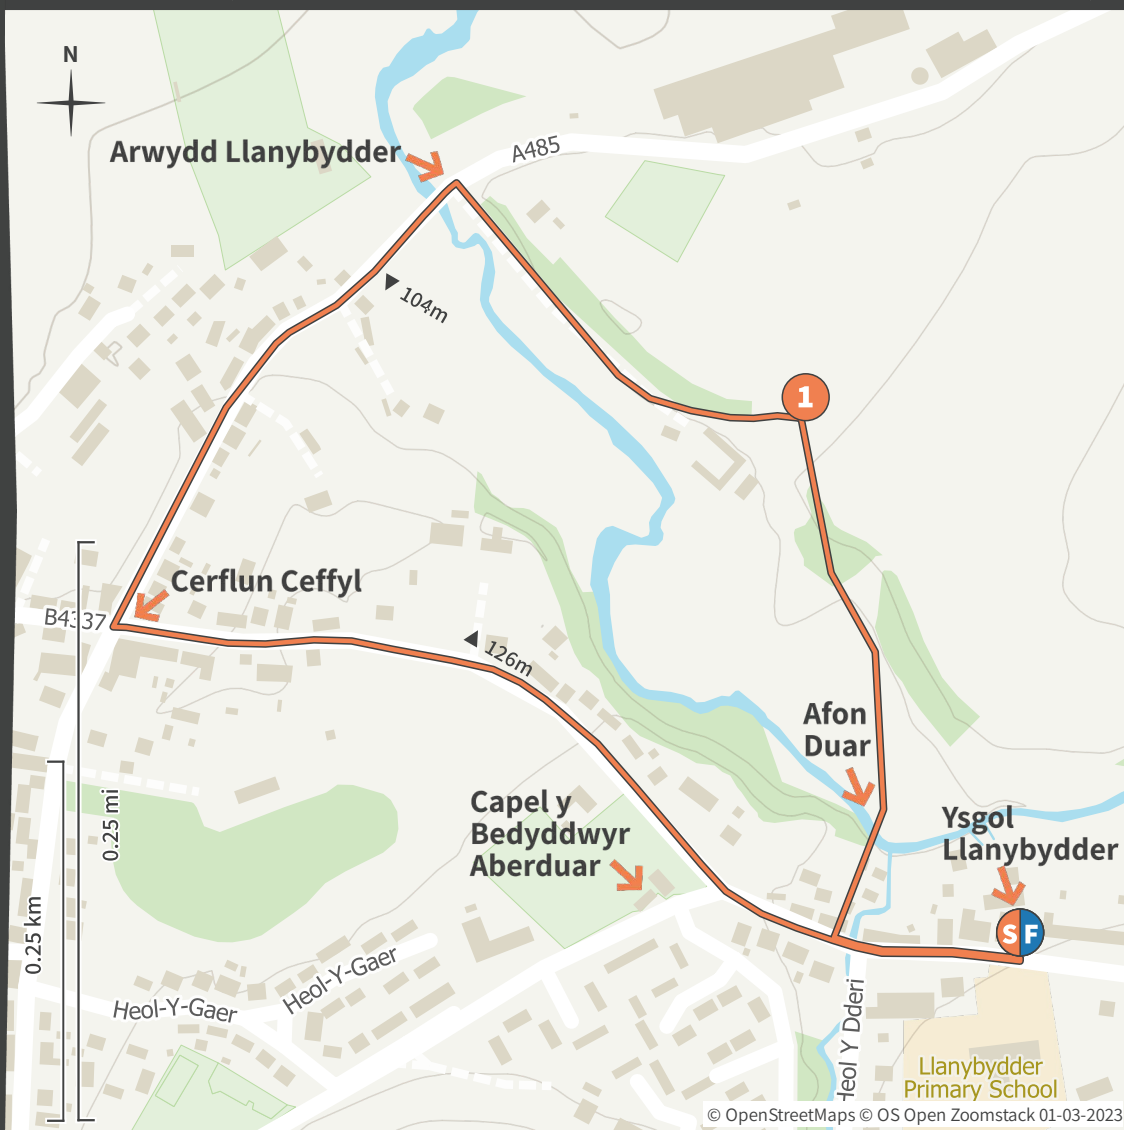 N
Arwydd Llanybydder
A485
104m
1
Cerflun Ceffyl
B4337
126m
Afon
Duar
Capel y
Bedyddwyr
Aberduar
Ysgol
Llanybydder
0.25 mi
0.25 km
S F
Heol-Y-Gaer
Heol-Y-Gaer
Heol Y Dderi
Llanybydder
Primary School
© OpenStreetMaps © OS Open Zoomstack 01-03-2023